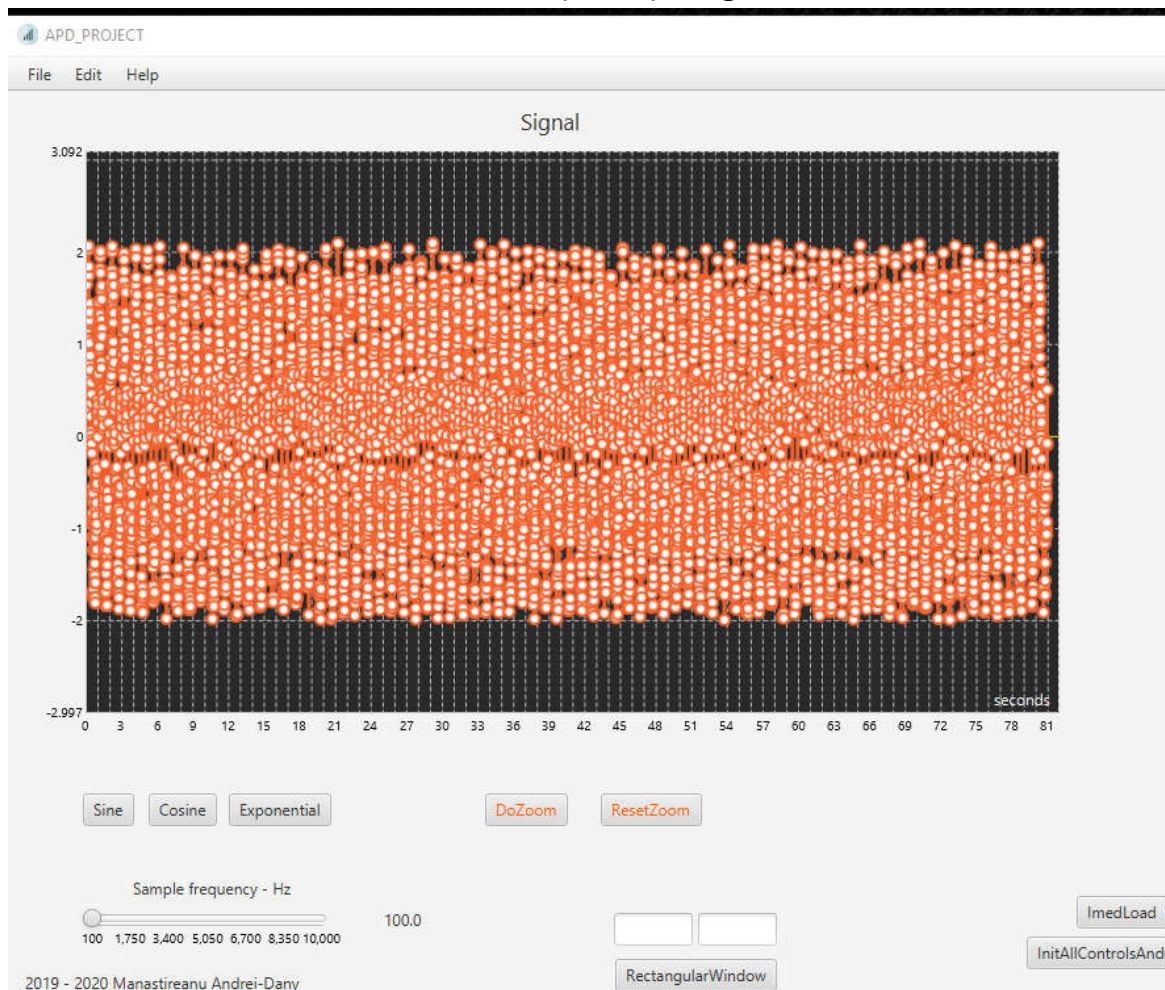 APD_PROJECT
File Edit Help
Signal
3.092
2
1
0
-1
-2
-2.997
seconds
0 3 6 9 12 15 18 21 24 27 30 33 36 39 42 45 48 51 54 57 60 63 66 69 72 75 78 81
Sine Cosine Exponential DoZoom ResetZoom
Sample frequency - Hz
100.0
100 1,750 3,400 5,050 6,700 8,350 10,000
ImedLoad
InitAllControlsAnd
RectangularWindow
2019 - 2020 Manastireanu Andrei-Dany